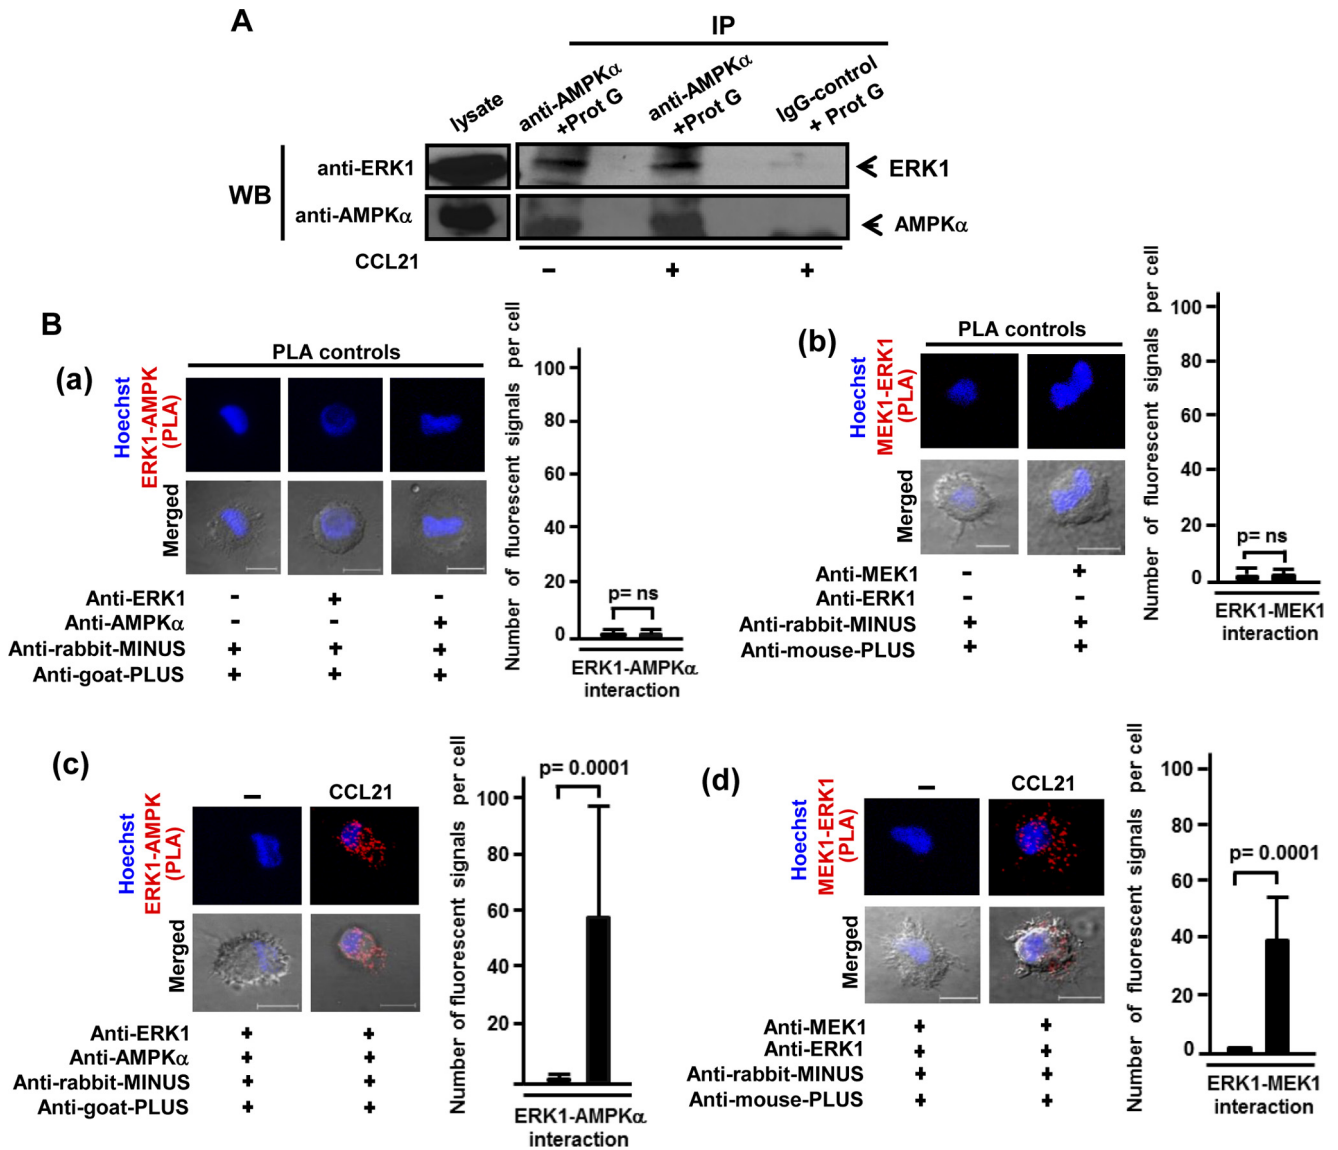 A
IP
lysate
anti-AMPKα
+Prot G
anti-AMPKα
+Prot G
IgG-control
+ Prot G
WB
anti-ERK1
ERK1
anti-AMPKα
AMPKα
CCL21
– + +
B
(a)
PLA controls
Hoechst
ERK1-AMPK
(PLA)
Merged
Anti-ERK1 - + -
Anti-AMPKα - - +
Anti-rabbit-MINUS + + +
Anti-goat-PLUS + + +
Number of fluorescent signals per cell
100
80
60
40
20
0
p= ns
ERK1-AMPKα
interaction
(b)
PLA controls
Hoechst
MEK1-ERK1
(PLA)
Merged
Anti-MEK1 - +
Anti-ERK1 - -
Anti-rabbit-MINUS + +
Anti-mouse-PLUS + +
Number of fluorescent signals per cell
100
80
60
40
20
0
p= ns
ERK1-MEK1
interaction
(c)
– CCL21
Hoechst
ERK1-AMPK
(PLA)
Merged
Anti-ERK1 + +
Anti-AMPKα + +
Anti-rabbit-MINUS + +
Anti-goat-PLUS + +
Number of fluorescent signals per cell
p= 0.0001
100
80
60
40
20
ERK1-AMPKα
interaction
(d)
– CCL21
Hoechst
MEK1-ERK1
(PLA)
Merged
Anti-MEK1 + +
Anti-ERK1 + +
Anti-rabbit-MINUS + +
Anti-mouse-PLUS + +
Number of fluorescent signals per cell
100
80
p= 0.0001
60
40
20
0
ERK1-MEK1
interaction